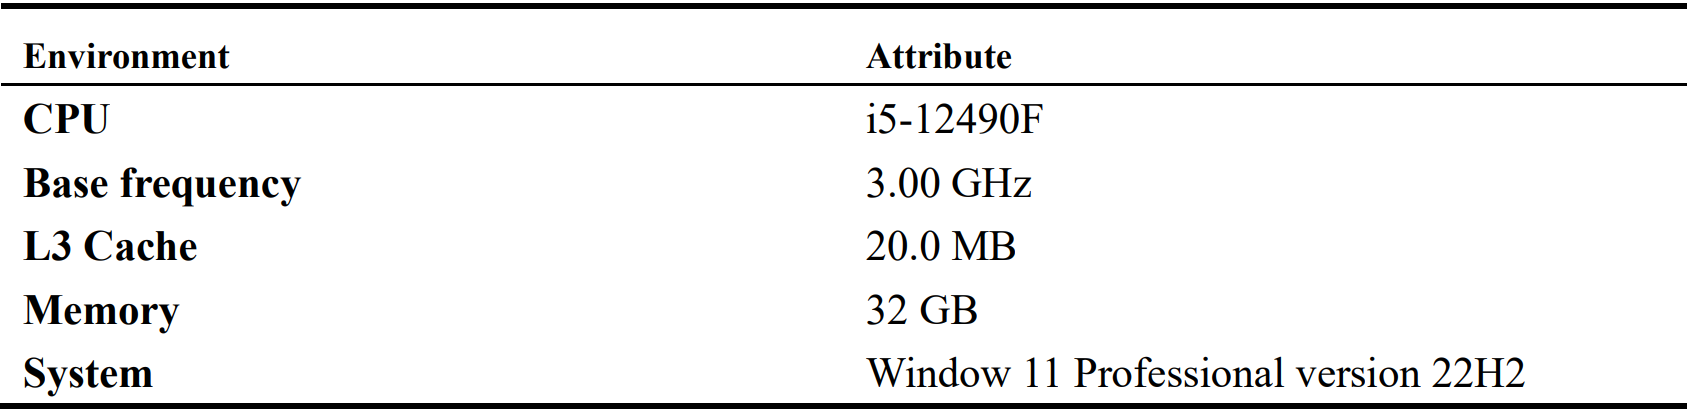 Environment Attribute
CPU i5-12490F
Base frequency 3.00 GHz
L3 Cache 20.0 MB
Memory 32 GB
System Window 11 Professional version 22H2